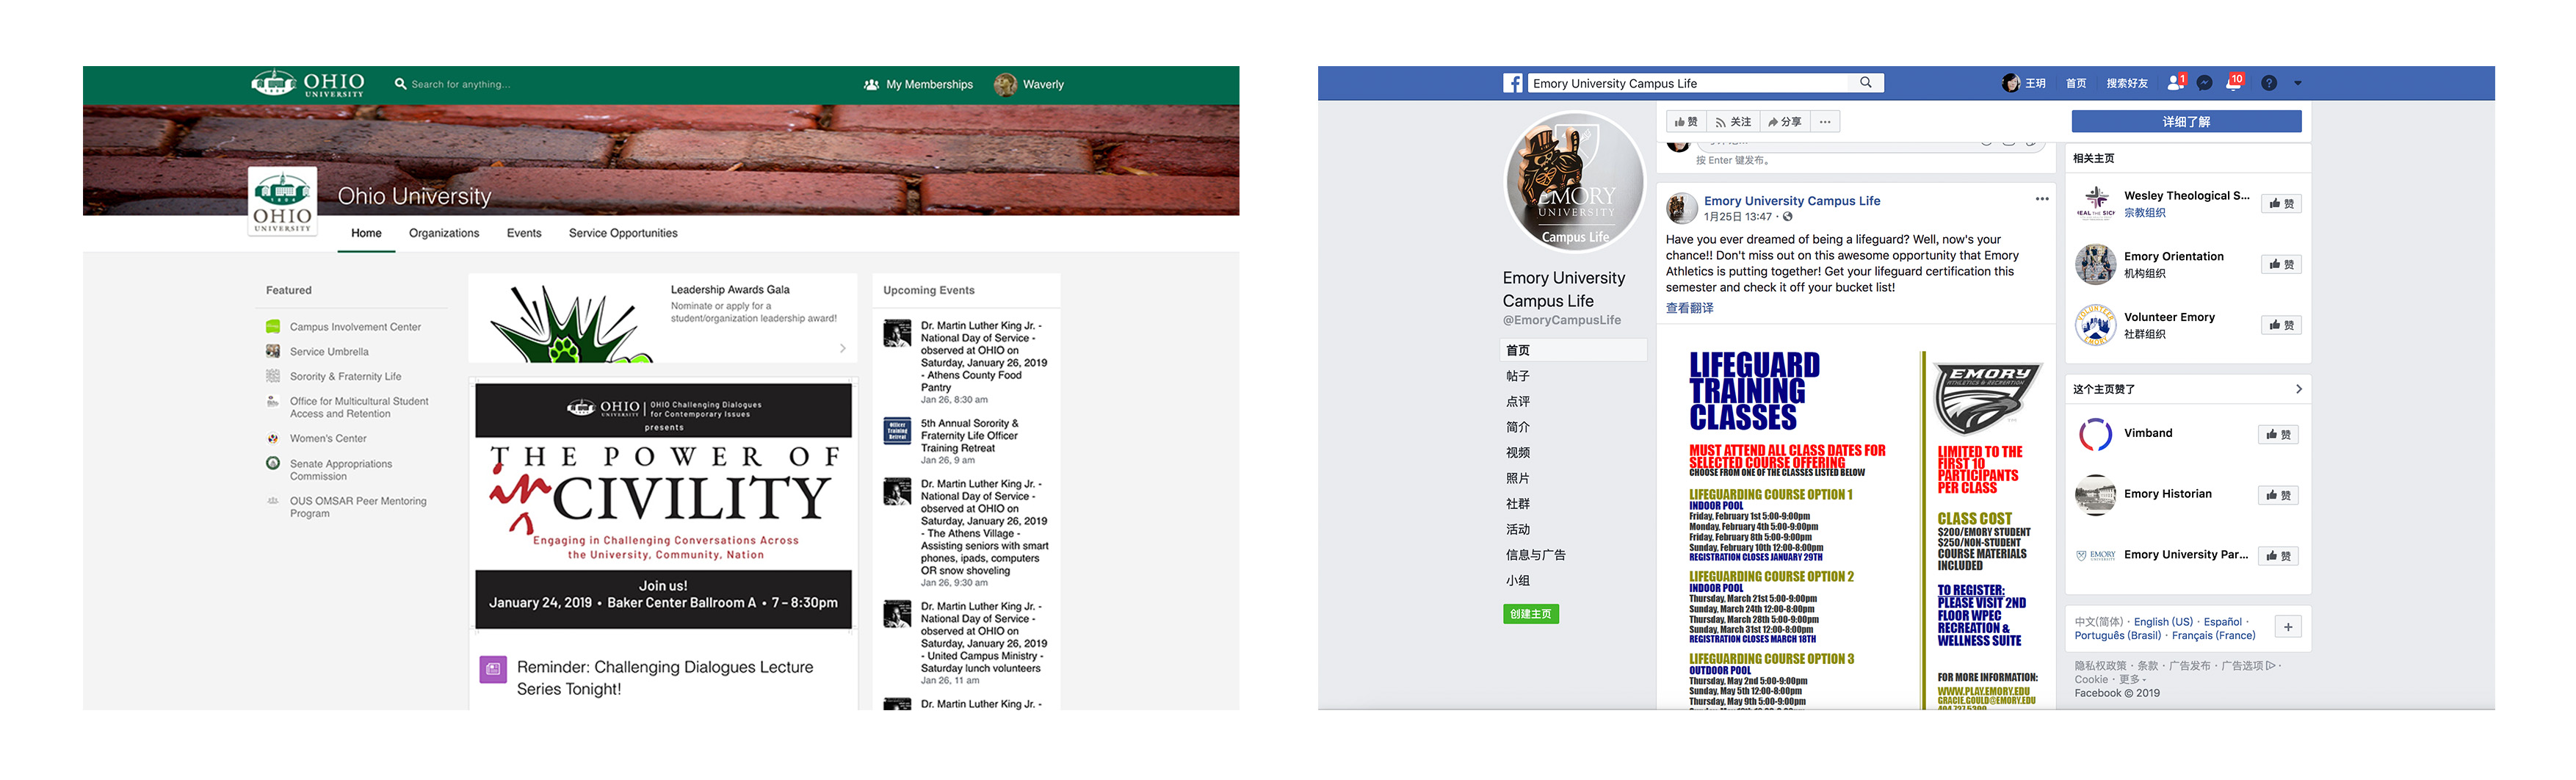 OHIO
UNIVERSITY
Search for anything...
My Memberships
Waverly
OHIO
UNIVERSITY
Ohio University
Home
Organizations
Events
Service Opportunities
Featured
Campus Involvement Center
Service Umbrella
Sorority & Fraternity Life
Office for Multicultural Student
Access and Retention
Women's Center
Senate Appropriations
Commission
OUS OMSAR Peer Mentoring
Program
Leadership Awards Gala
Nominate or apply for a
student/organization leadership award!
OHIO
UNIVERSITY
OHIO Challenging Dialogues
for Contemporary Issues
presents
THE POWER OF
in
CIVILITY
Engaging in Challenging Conversations Across
the University, Community, Nation
Join us!
January 24, 2019 • Baker Center Ballroom A • 7 – 8:30pm
Reminder: Challenging Dialogues Lecture
Series Tonight!
Upcoming Events
Dr. Martin Luther King Jr. -
National Day of Service -
observed at OHIO on
Saturday, January 26, 2019
- Athens County Food
Pantry
Jan 26, 8:30 am
Officer
Training
Retreat
5th Annual Sorority &
Fraternity Life Officer
Training Retreat
Jan 26, 9 am
Dr. Martin Luther King Jr. -
National Day of Service -
observed at OHIO on
Saturday, January 26, 2019
- The Athens Village -
Assisting seniors with smart
phones, ipads, computers
OR snow shoveling
Jan 26, 9:30 am
Dr. Martin Luther King Jr. -
National Day of Service -
observed at OHIO on
Saturday, January 26, 2019
- United Campus Ministry -
Saturday lunch volunteers
Jan 26, 11 am
Dr. Martin Luther King Jr. -
Emory University Campus Life
王玥
首页
搜索好友
1
10
EMORY
UNIVERSITY
Campus Life
Emory University
Campus Life
@EmoryCampusLife
首页
帖子
点评
简介
视频
照片
社群
活动
信息与广告
小组
创建主页
赞
关注
分享
详细了解
按 Enter 键发布。
Emory University Campus Life
1月25日 13:47
Have you ever dreamed of being a lifeguard? Well, now's your
chance!! Don't miss out on this awesome opportunity that Emory
Athletics is putting together! Get your lifeguard certification this
semester and check it off your bucket list!
查看翻译
LIFEGUARD
TRAINING
CLASSES
MUST ATTEND ALL CLASS DATES FOR
SELECTED COURSE OFFERING
CHOOSE FROM ONE OF THE CLASSES LISTED BELOW
LIFEGUARDING COURSE OPTION 1
INDOOR POOL
Friday, February 1st 5:00-9:00pm
Monday, February 4th 5:00-9:00pm
Friday, February 8th 5:00-9:00pm
Sunday, February 10th 12:00-8:00pm
REGISTRATION CLOSES JANUARY 29TH
LIFEGUARDING COURSE OPTION 2
INDOOR POOL
Thursday, March 21st 5:00-9:00pm
Sunday, March 24th 12:00-8:00pm
Thursday, March 28th 5:00-9:00pm
Sunday, March 31st 12:00-8:00pm
REGISTRATION CLOSES MARCH 18TH
LIFEGUARDING COURSE OPTION 3
OUTDOOR POOL
Thursday, May 2nd 5:00-9:00pm
Sunday, May 5th 12:00-8:00pm
Thursday, May 9th 5:00-9:00pm
EMORY
ATHLETICS & RECREATION
LIMITED TO THE
FIRST 10
PARTICIPANTS
PER CLASS
CLASS COST
$200/EMORY STUDENT
$250/NON-STUDENT
COURSE MATERIALS
INCLUDED
TO REGISTER:
PLEASE VISIT 2ND
FLOOR WPEC
RECREATION &
WELLNESS SUITE
FOR MORE INFORMATION:
WWW.PLAY.EMORY.EDU
GRACIE.GOULD@EMORY.EDU
相关主页
Wesley Theological S...
宗教组织
赞
Emory Orientation
机构组织
赞
Volunteer Emory
社群组织
赞
这个主页赞了
Vimband
赞
Emory Historian
赞
EMORY
Emory University Par...
赞
中文(简体) · English (US) · Español ·
Português (Brasil) · Français (France)
隐私权政策 · 条款 · 广告发布 · 广告选项 ·
Cookie · 更多
Facebook © 2019